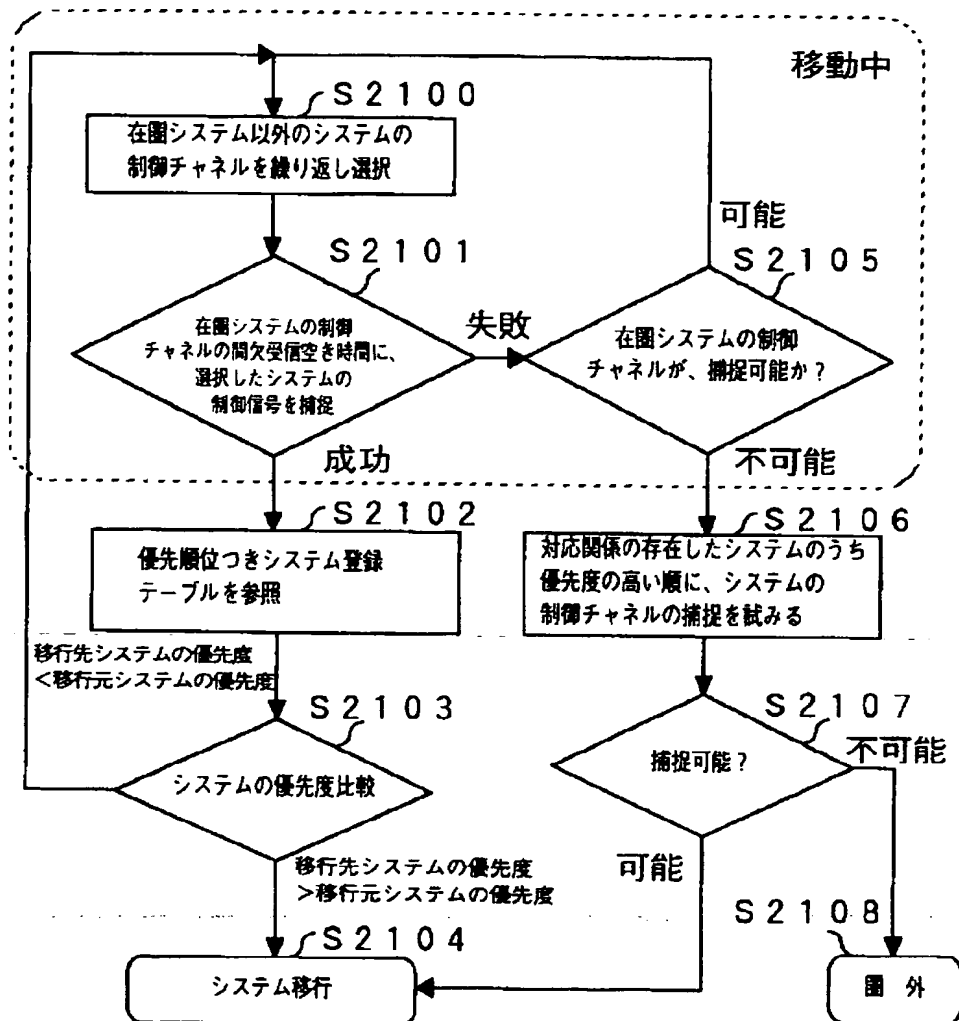 移動中
S2100
在圏システム以外のシステムの
制御チャネルを繰り返し選択
S2101
在圏システムの制御
チャネルの間欠受信空き時間に、
選択したシステムの
制御信号を捕捉
失敗
成功
可能
S2105
在圏システムの制御
チャネルが、捕捉可能か?
不可能
S2102
優先順位つきシステム登録
テーブルを参照
S2106
対応関係の存在したシステムのうち
優先度の高い順に、システムの
制御チャネルの捕捉を試みる
移行先システムの優先度
<移行元システムの優先度
S2103
システムの優先度比較
S2107
捕捉可能?
不可能
移行先システムの優先度
>移行元システムの優先度
可能
S2104
システム移行
S2108
圏 外